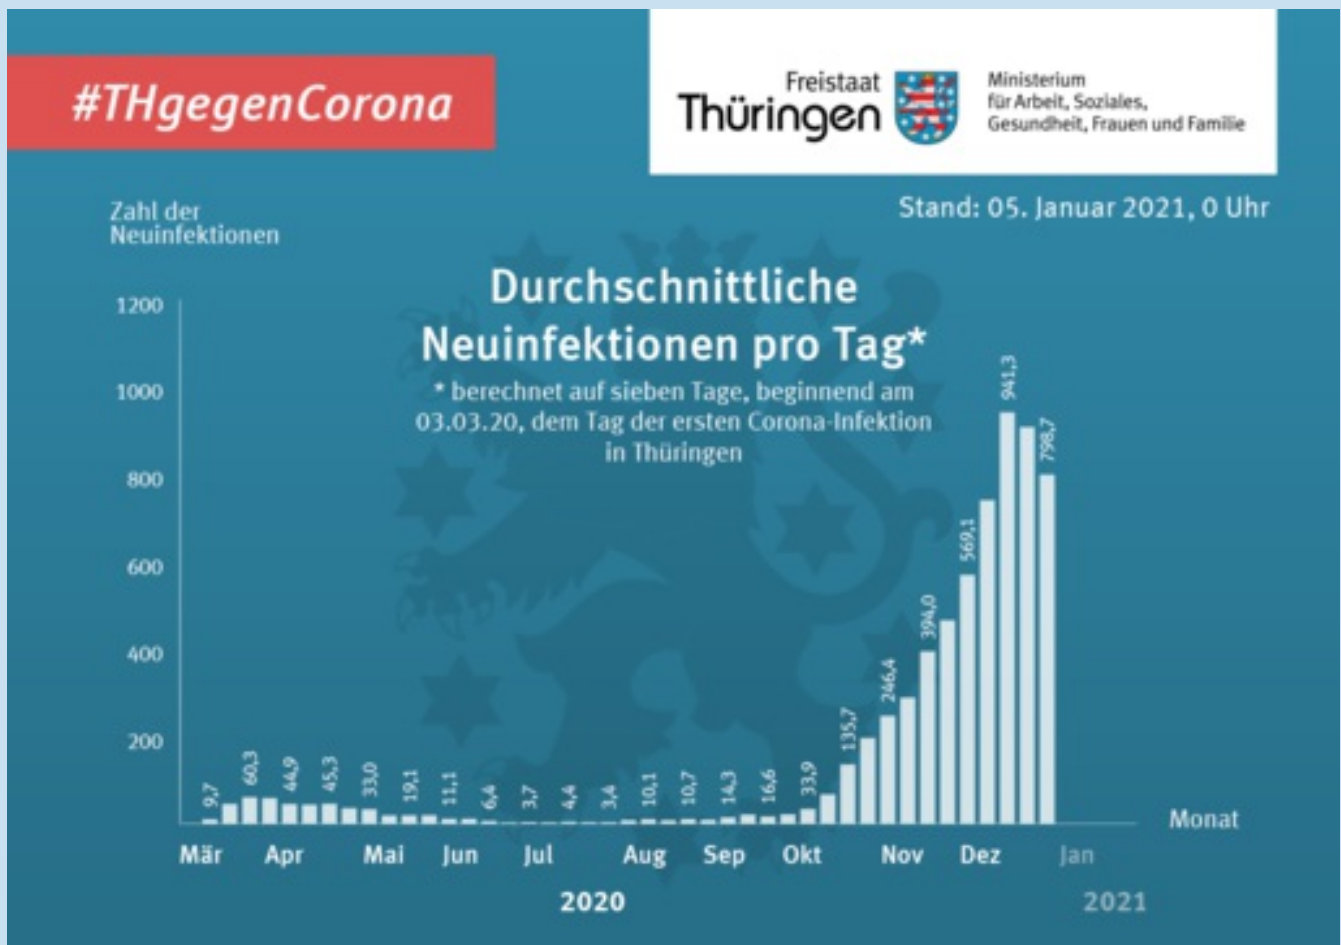 #THgegenCorona
Freistaat
Thüringen
Ministerium
für Arbeit, Soziales,
Gesundheit, Frauen und Familie
Stand: 05. Januar 2021, 0 Uhr
Zahl der
Neuinfektionen
Durchschnittliche
Neuinfektionen pro Tag*
* berechnet auf sieben Tage, beginnend am
03.03.20, dem Tag der ersten Corona-Infektion
in Thüringen
1200
1000
800
600
400
200
9,7
60,3
44,9
45,3
33,0
19,1
11,1
6,4
3,7
4,4
3,4
10,1
10,7
14,3
16,6
33,9
135,7
246,4
394,0
569,1
941,3
798,7
Monat
Mär Apr Mai Jun Jul Aug Sep Okt Nov Dez Jan
2020 2021